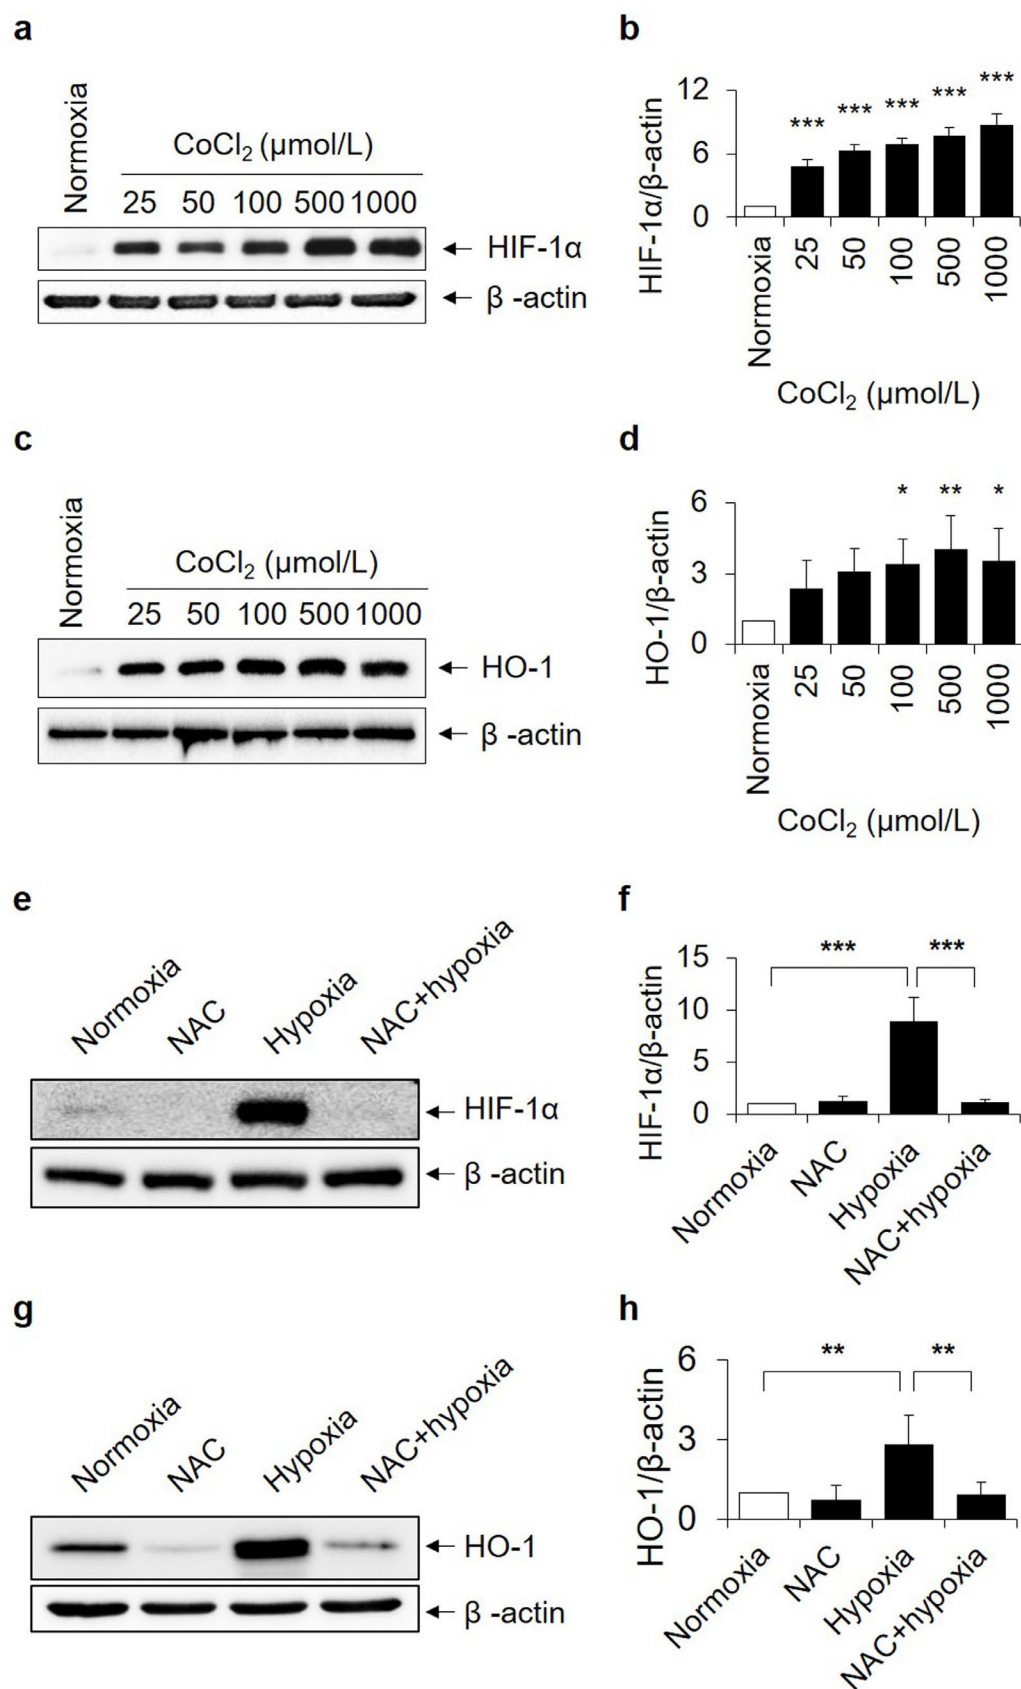 a
Normoxia
CoCl₂ (µmol/L)
25 50 100 500 1000
HIF-1α
β -actin
b
HIF-1α/β-actin
12
6
0
*** *** *** *** ***
Normoxia 25 50 100 500 1000
CoCl₂ (µmol/L)
c
Normoxia
CoCl₂ (µmol/L)
25 50 100 500 1000
HO-1
β -actin
d
HO-1/β-actin
6
3
0
* ** *
Normoxia 25 50 100 500 1000
CoCl₂ (µmol/L)
e
Normoxia NAC Hypoxia NAC+hypoxia
HIF-1α
β -actin
f
HIF-1α/β-actin
15
10
5
0
*** ***
Normoxia NAC Hypoxia NAC+hypoxia
g
Normoxia NAC Hypoxia NAC+hypoxia
HO-1
β -actin
h
HO-1/β-actin
6
3
0
** **
Normoxia NAC Hypoxia NAC+hypoxia